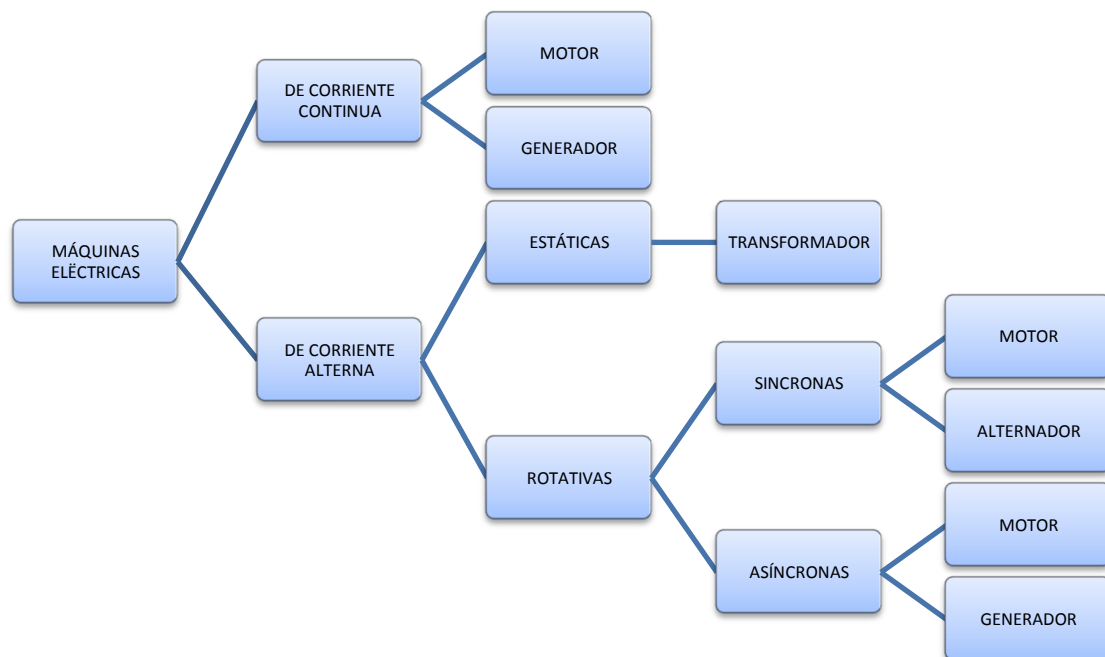 MÁQUINAS
ELËCTRICAS
DE CORRIENTE
CONTINUA
MOTOR
GENERADOR
DE CORRIENTE
ALTERNA
ESTÁTICAS
TRANSFORMADOR
ROTATIVAS
SINCRONAS
MOTOR
ALTERNADOR
ASÍNCRONAS
MOTOR
GENERADOR